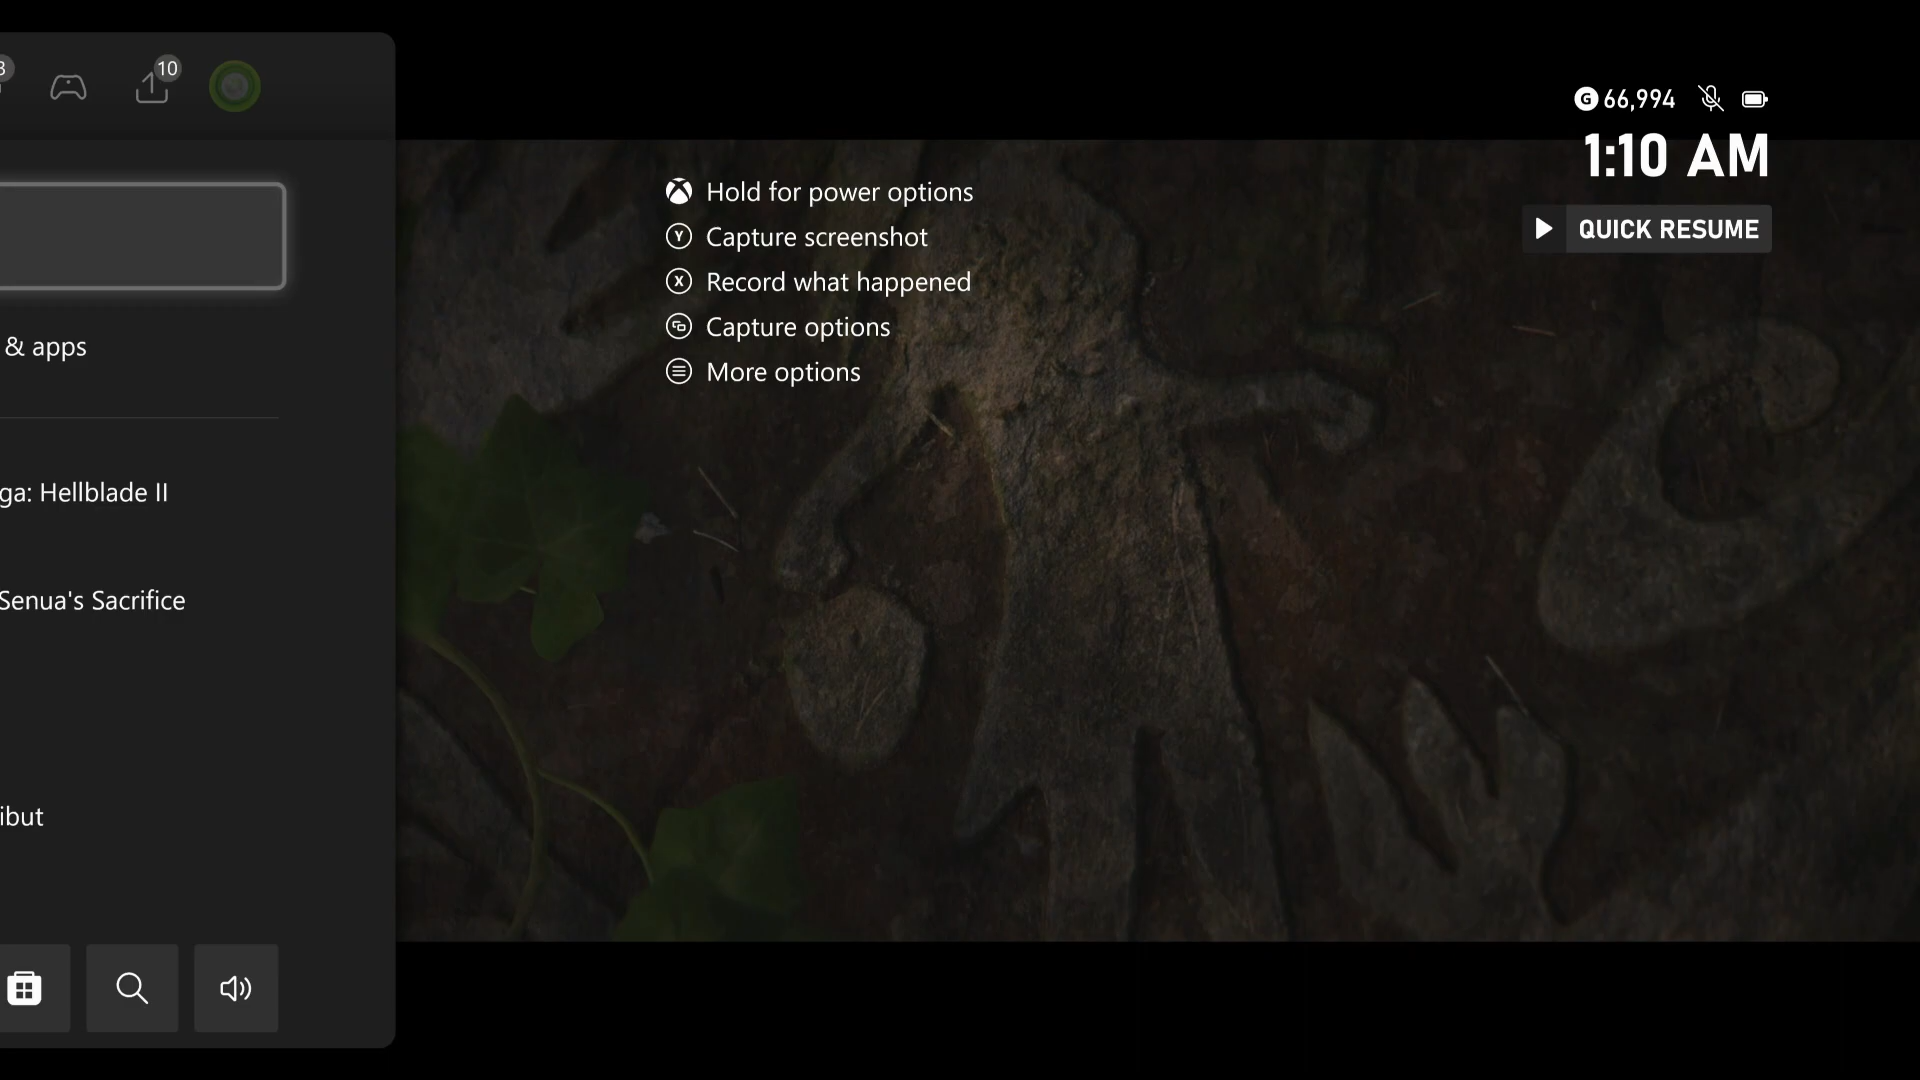 10
G 66,994
1:10 AM
QUICK RESUME
Hold for power options
Y Capture screenshot
X Record what happened
Capture options
More options
& apps
ga: Hellblade II
Senua's Sacrifice
ibut